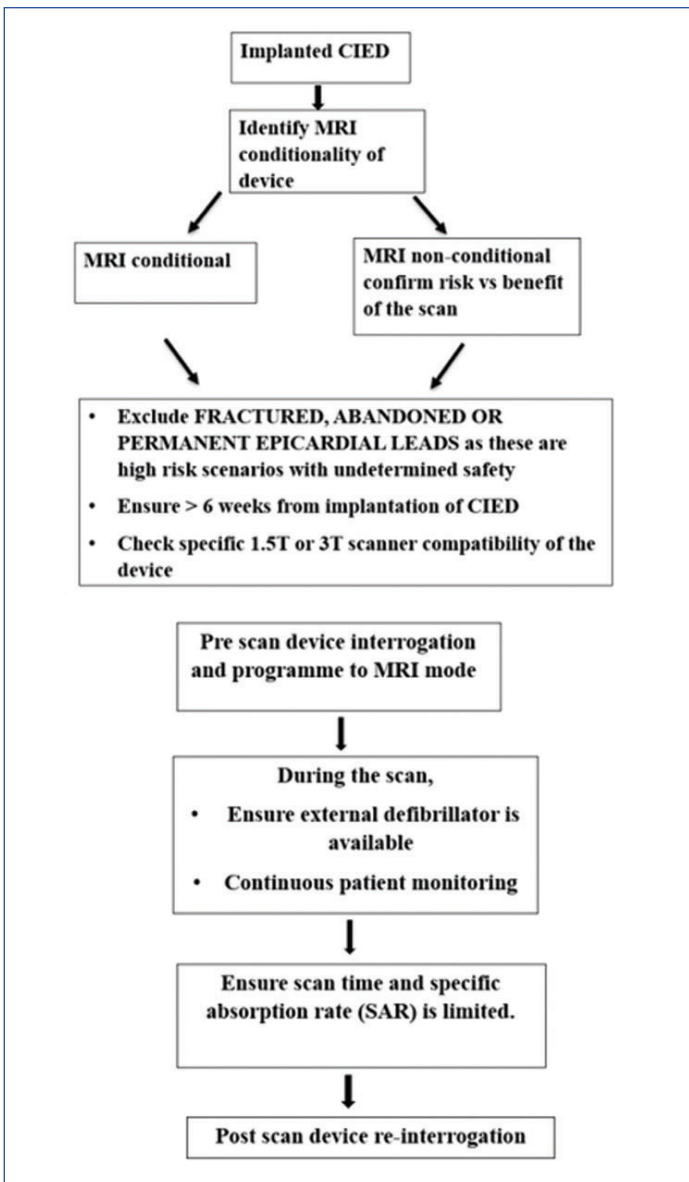 Implanted CIED
Identify MRI
conditionality of
device
MRI conditional
MRI non-conditional
confirm risk vs benefit
of the scan
• Exclude FRACTURED, ABANDONED OR
PERMANENT EPICARDIAL LEADS as these are
high risk scenarios with undetermined safety
• Ensure > 6 weeks from implantation of CIED
• Check specific 1.5T or 3T scanner compatibility of the
device
Pre scan device interrogation
and programme to MRI mode
During the scan,
• Ensure external defibrillator is
available
• Continuous patient monitoring
Ensure scan time and specific
absorption rate (SAR) is limited.
Post scan device re-interrogation